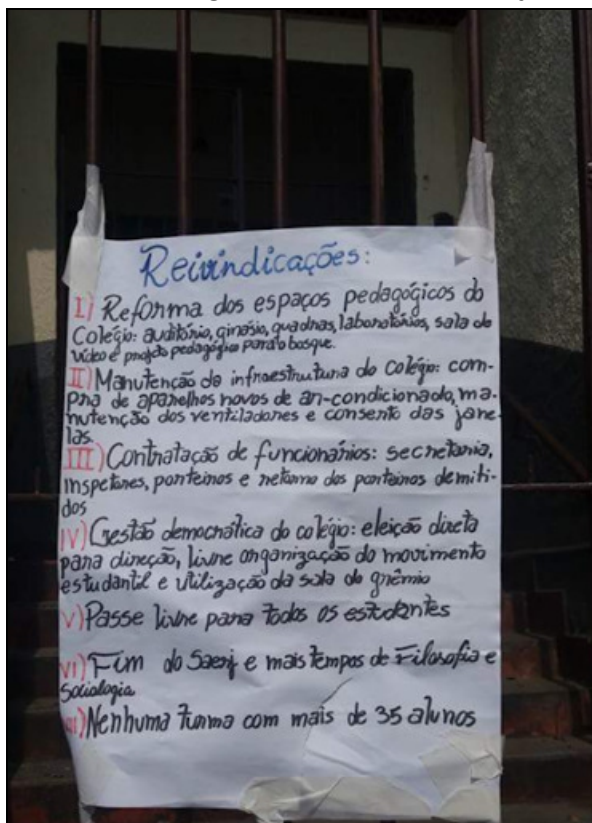 Reivindicações:
I) Reforma dos espaços pedagógicos do
Colégio: auditório, ginásio, quadras, laboratórios, sala de
vídeo e projeto pedagógico para o bosque.
II) Manutenção da infraestrutura do colégio: com-
pra de aparelhos novos de ar-condicionado, ma-
nutenção dos ventiladores e conserto das jane-
las.
III) Contratação de funcionários: secretaria,
inspetores, porteiros e retorno dos porteiros demiti-
dos
IV) Gestão democrática do colégio: eleição direta
para direção, livre organização do movimento
estudantil e utilização da sala do grêmio
V) Passe livre para todos os estudantes
VI) Fim do Saerj e mais tempos de Filosofia e
Sociologia
VII) Nenhuma turma com mais de 35 alunos